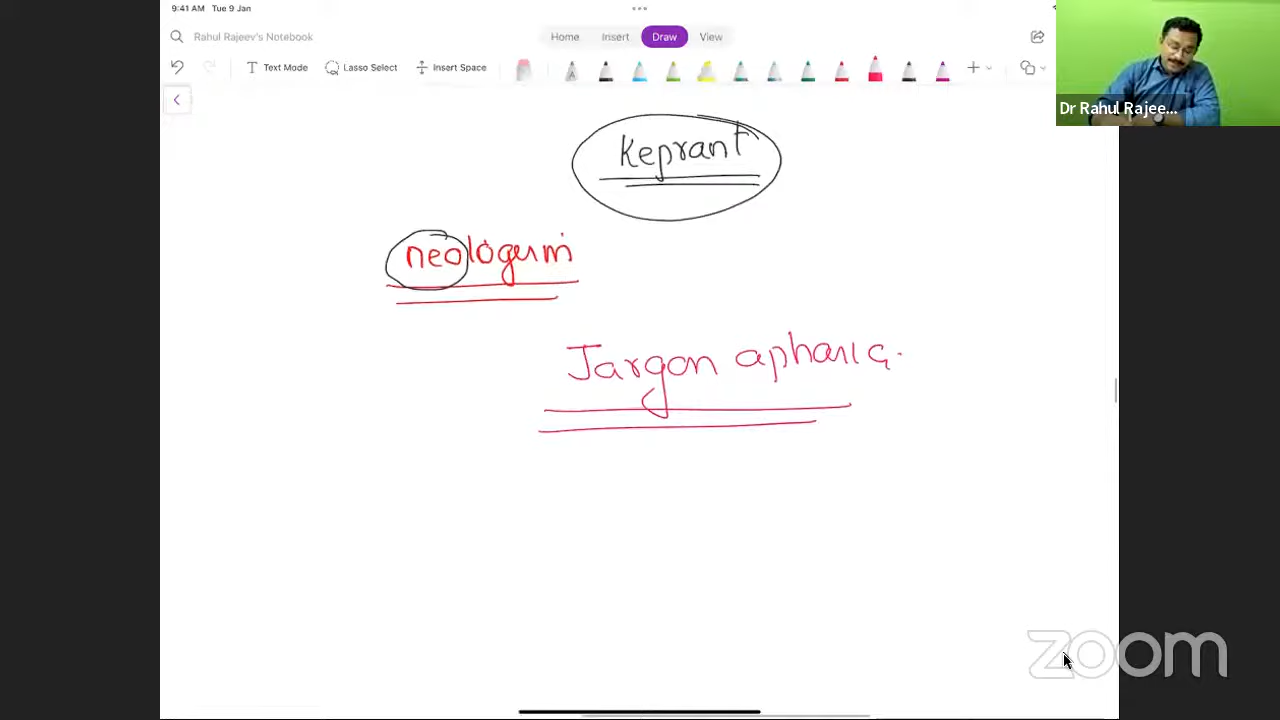 9:41 AM Tue 9 Jan
Rahul Rajeev's Notebook
Home Insert Draw View
Text Mode Lasso Select Insert Space
Dr Rahul Rajee...
Keprant
neologism
Jargon aphasia.
zoom